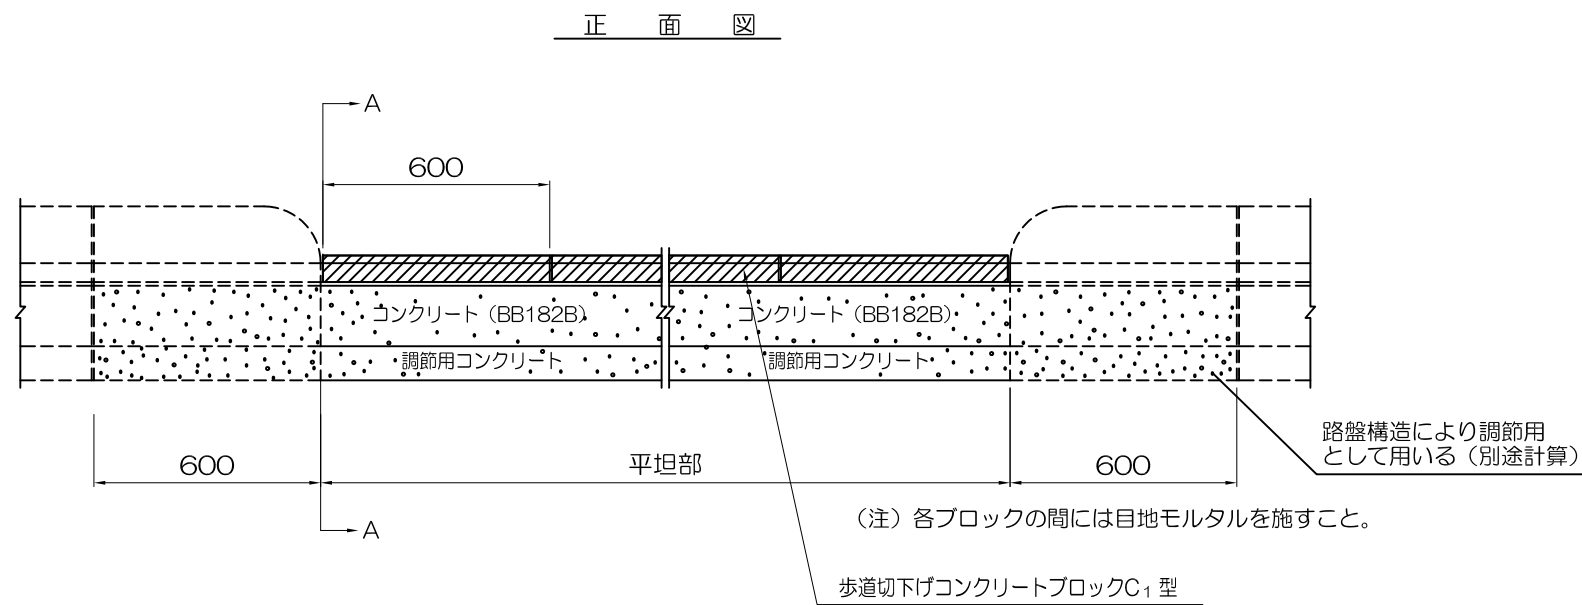 正 面 図
A
600
コンクリート（BB182B）
コンクリート（BB182B）
調節用コンクリート
調節用コンクリート
路盤構造により調節用
として用いる（別途計算）
600
平坦部
600
（注）各ブロックの間には目地モルタルを施すこと。
A
歩道切下げコンクリートブロックC₁型